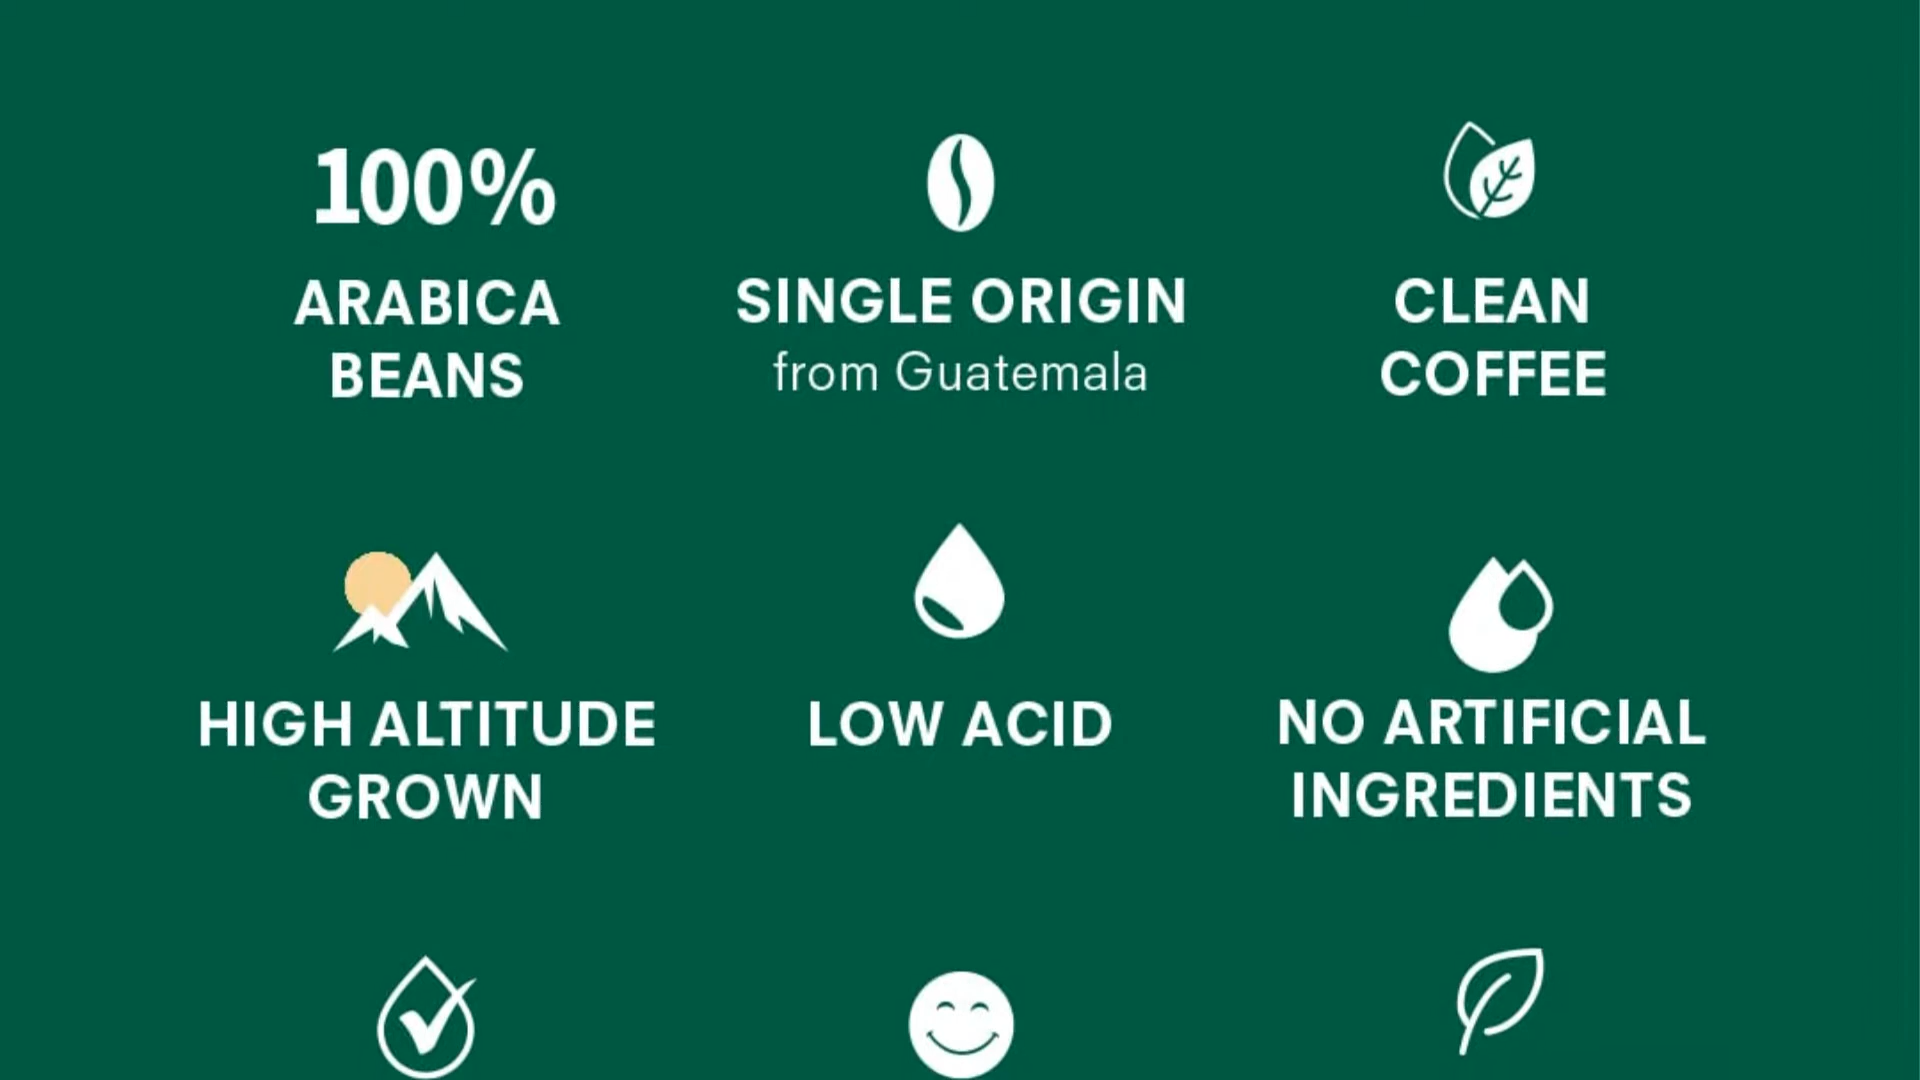 100%
ARABICA
BEANS
SINGLE ORIGIN
from Guatemala
CLEAN
COFFEE
HIGH ALTITUDE
GROWN
LOW ACID
NO ARTIFICIAL
INGREDIENTS